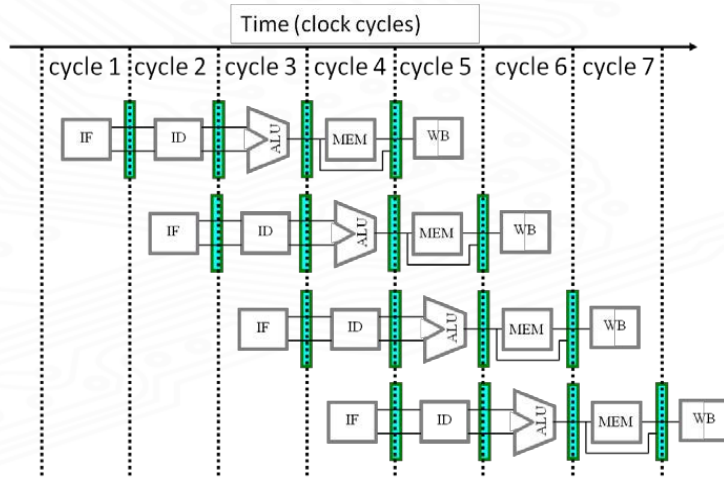 Time (clock cycles)
cycle 1 cycle 2 cycle 3 cycle 4 cycle 5 cycle 6 cycle 7
IF ID ALU MEM WB
IF ID ALU MEM WB
IF ID ALU MEM WB
IF ID ALU MEM WB